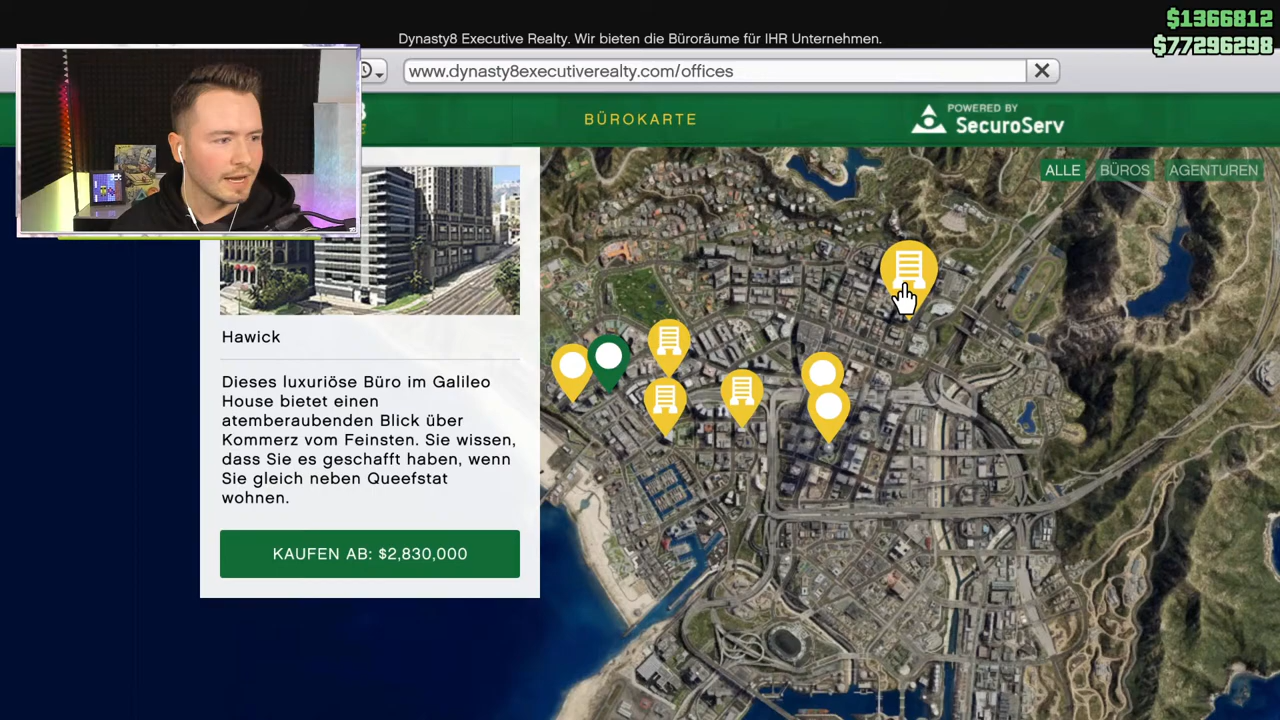 $1366812
$77296298
Dynasty8 Executive Realty. Wir bieten die Büroräume für IHR Unternehmen.
www.dynasty8executiverealty.com/offices
BÜROKARTE
POWERED BY
SecuroServ
ALLE
BÜROS
AGENTUREN
Hawick
Dieses luxuriöse Büro im Galileo
House bietet einen
atemberaubenden Blick über
Kommerz vom Feinsten. Sie wissen,
dass Sie es geschafft haben, wenn
Sie gleich neben Queefstat
wohnen.
KAUFEN AB: $2,830,000